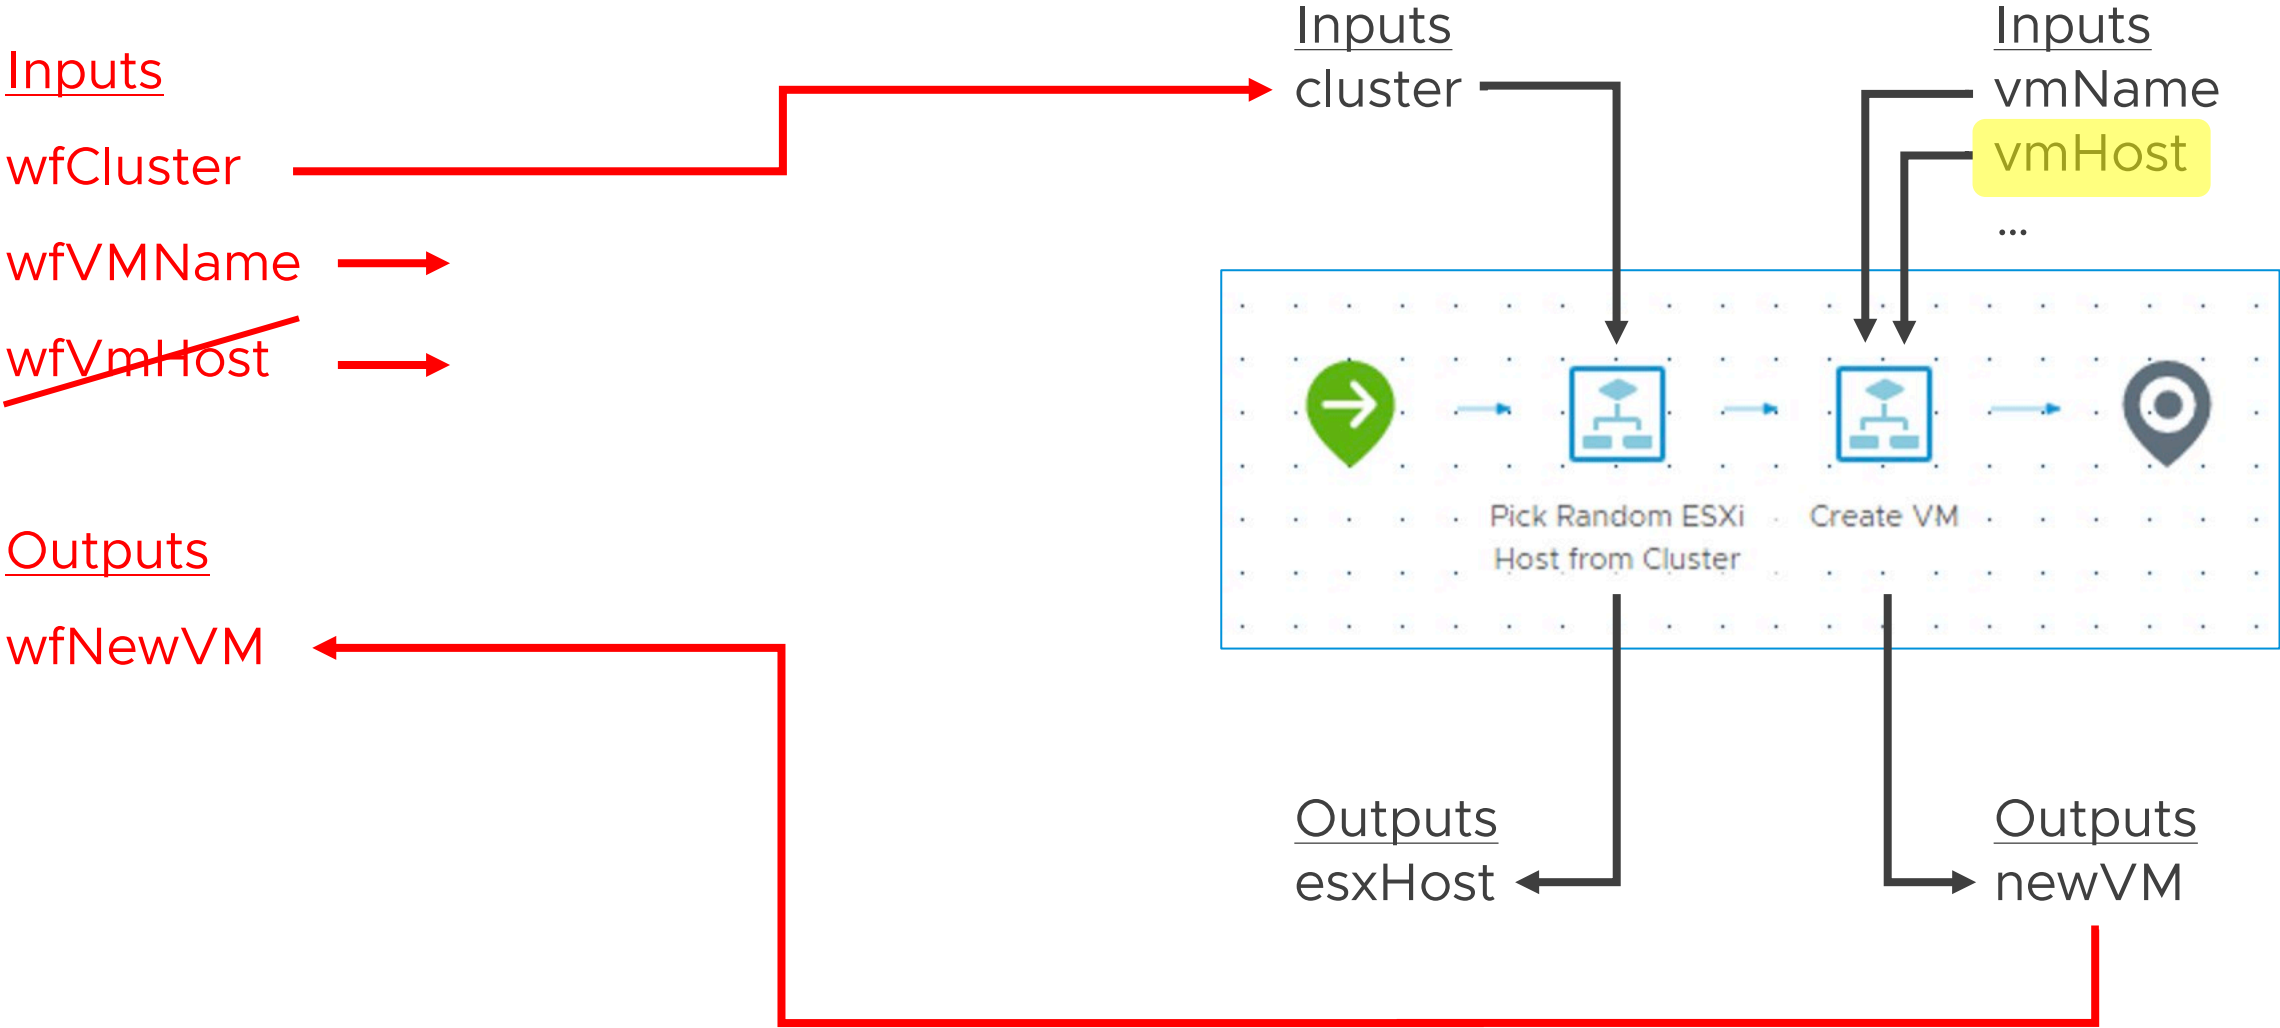 Inputs
wfCluster
wfVMName
wfVmHost
Outputs
wfNewVM
Inputs
cluster
Inputs
vmName
vmHost
...
Pick Random ESXi
Host from Cluster
Create VM
Outputs
esxHost
Outputs
newVM